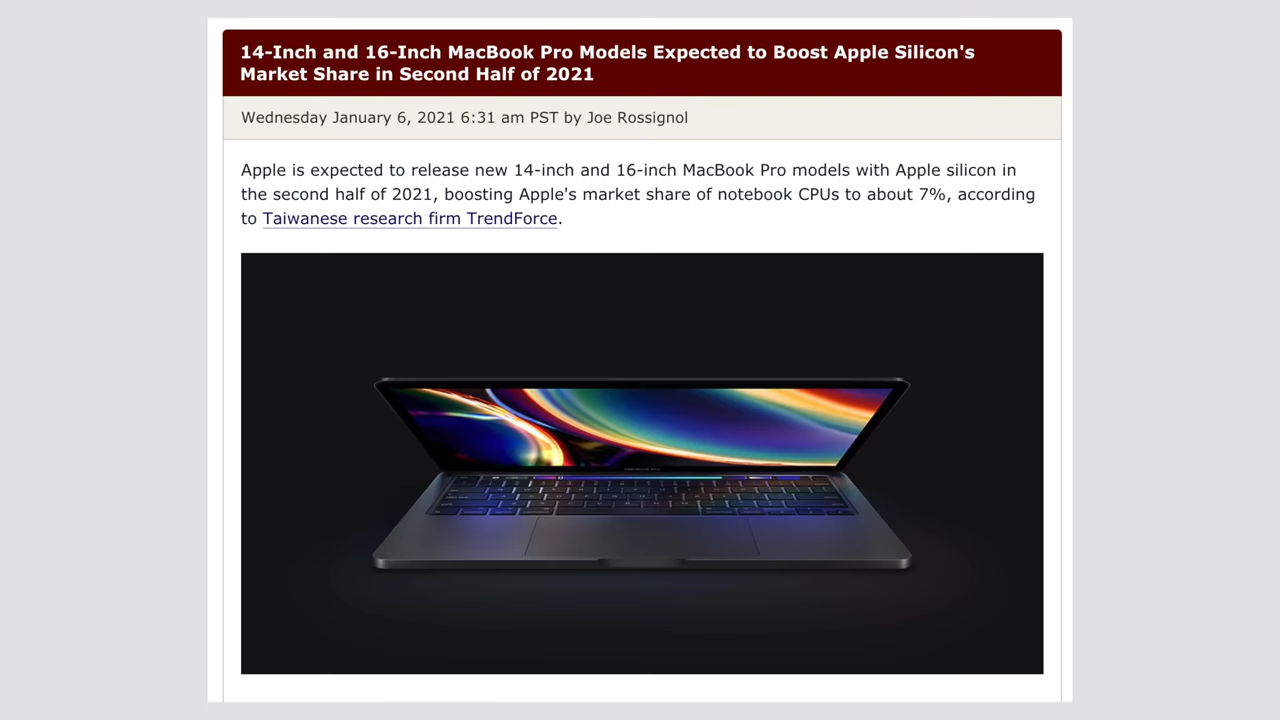 14-Inch and 16-Inch MacBook Pro Models Expected to Boost Apple Silicon's
Market Share in Second Half of 2021
Wednesday January 6, 2021 6:31 am PST by Joe Rossignol
Apple is expected to release new 14-inch and 16-inch MacBook Pro models with Apple silicon in
the second half of 2021, boosting Apple's market share of notebook CPUs to about 7%, according
to Taiwanese research firm TrendForce.